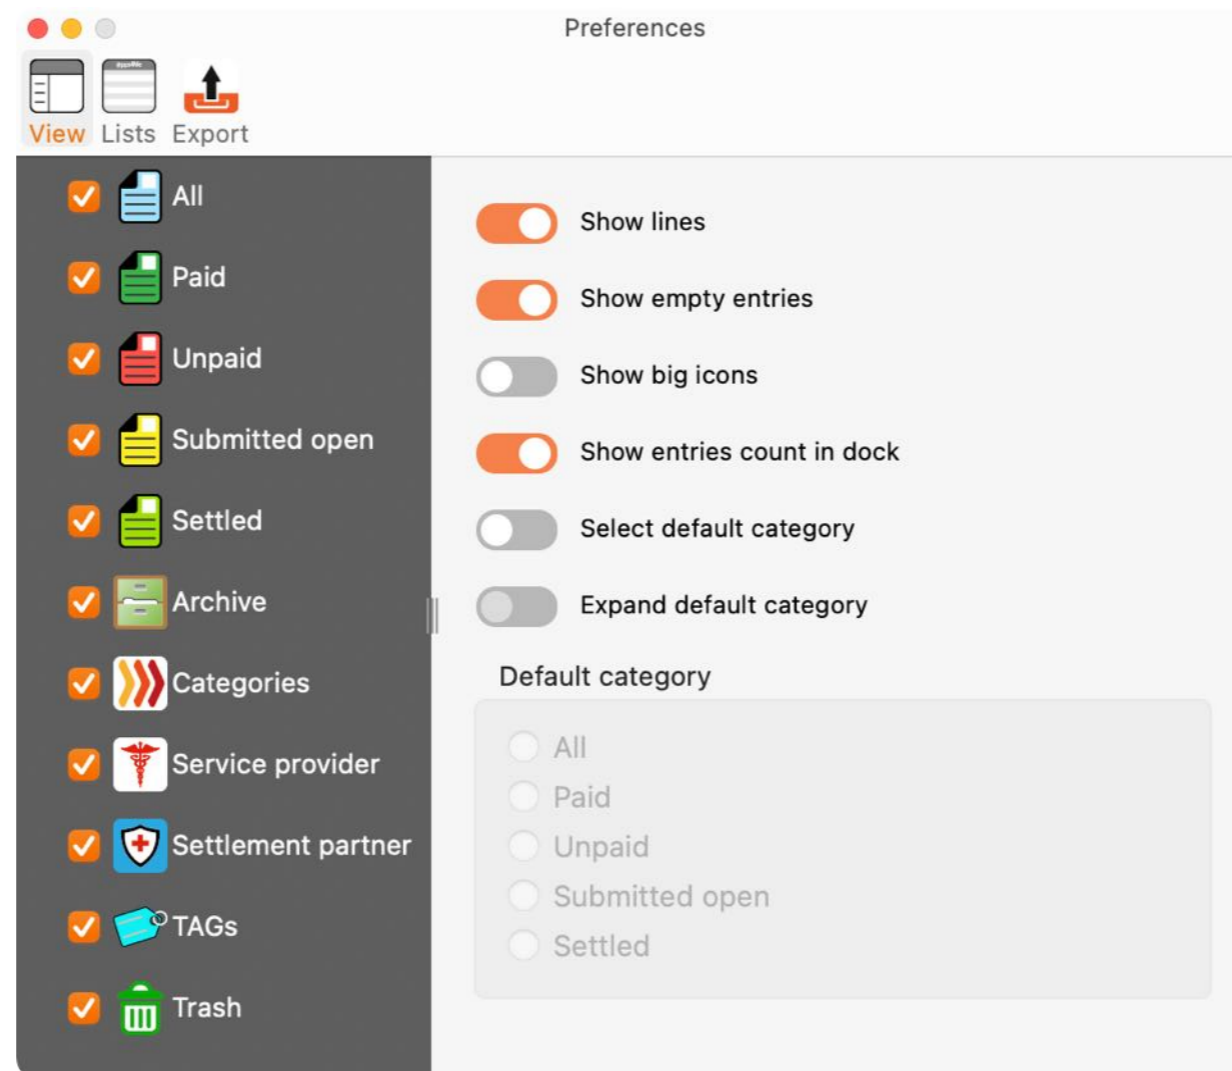 Preferences
View
Lists
Export
All
Paid
Unpaid
Submitted open
Settled
Archive
Categories
Service provider
Settlement partner
TAGs
Trash
Show lines
Show empty entries
Show big icons
Show entries count in dock
Select default category
Expand default category
Default category
All
Paid
Unpaid
Submitted open
Settled